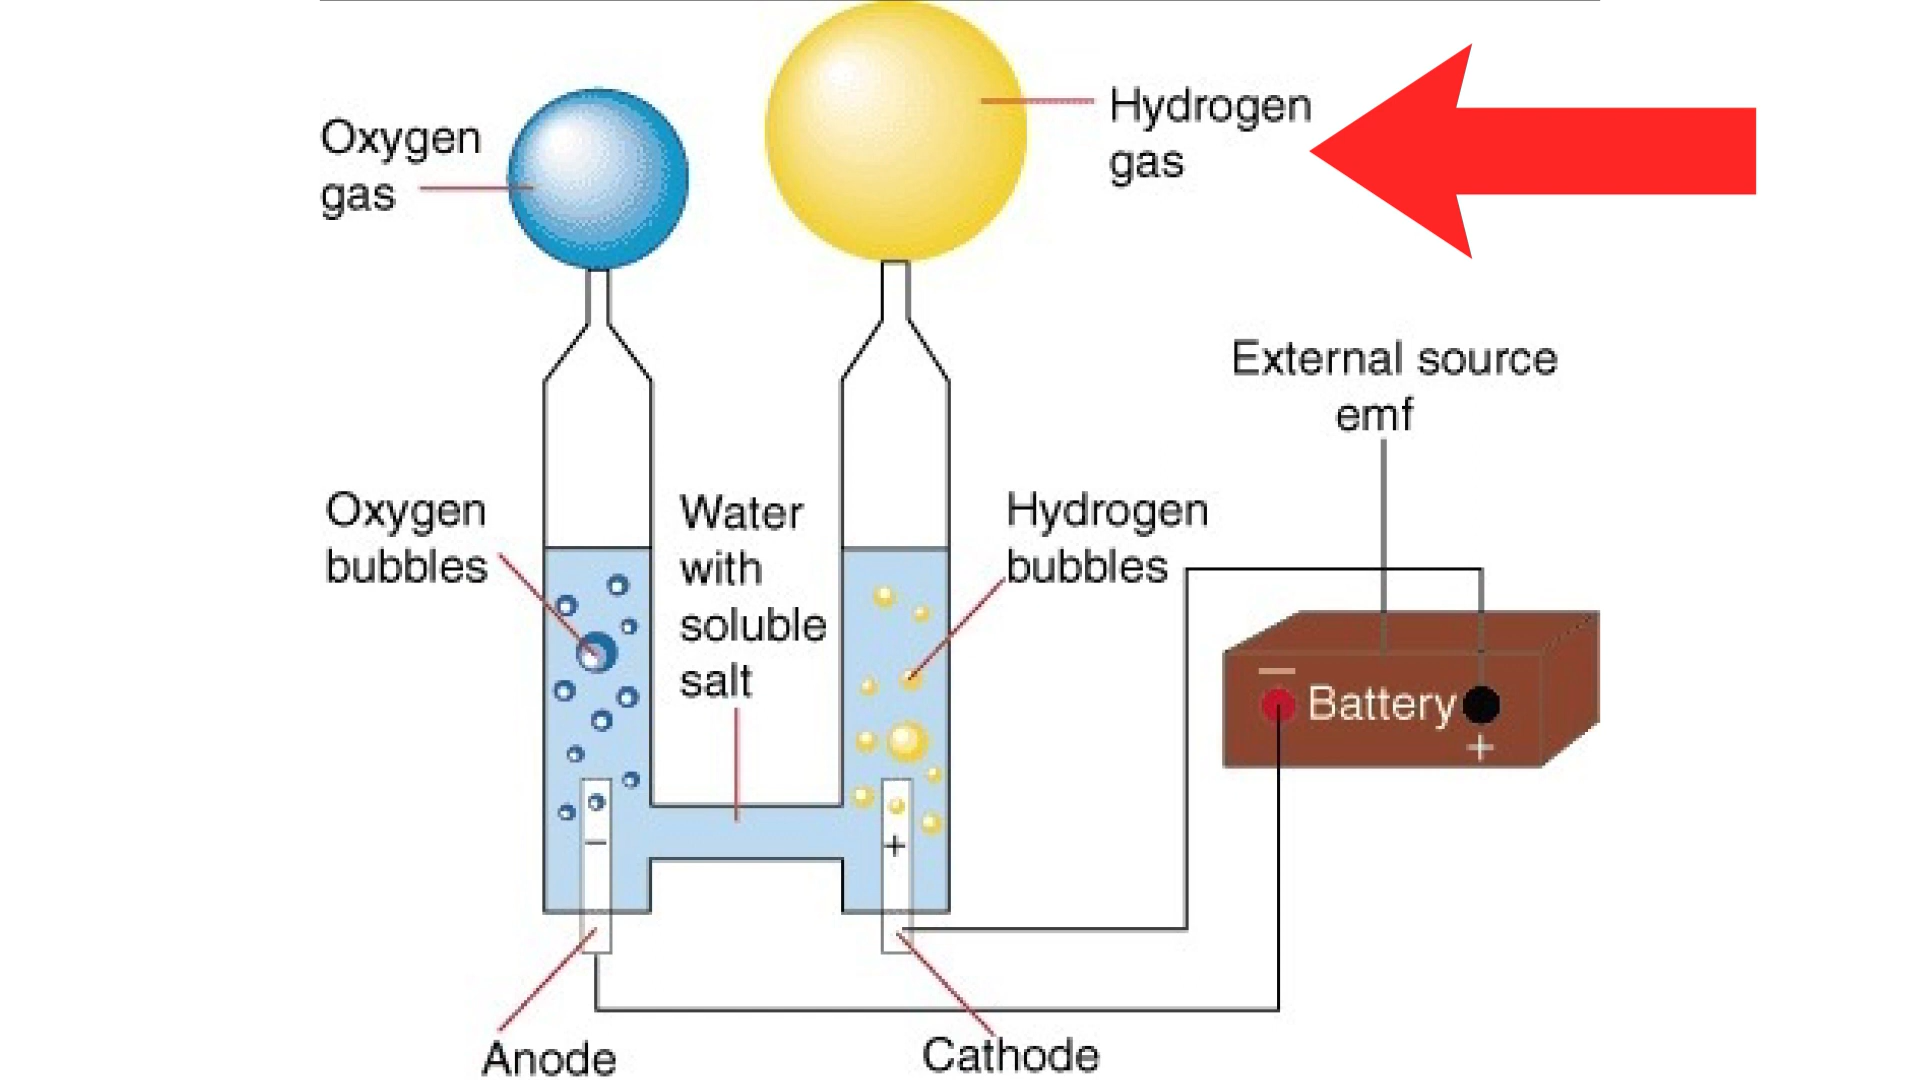 Oxygen
gas
Hydrogen
gas
External source
emf
Oxygen
bubbles
Water
with
soluble
salt
Hydrogen
bubbles
−
Battery
+
−
+
Anode
Cathode